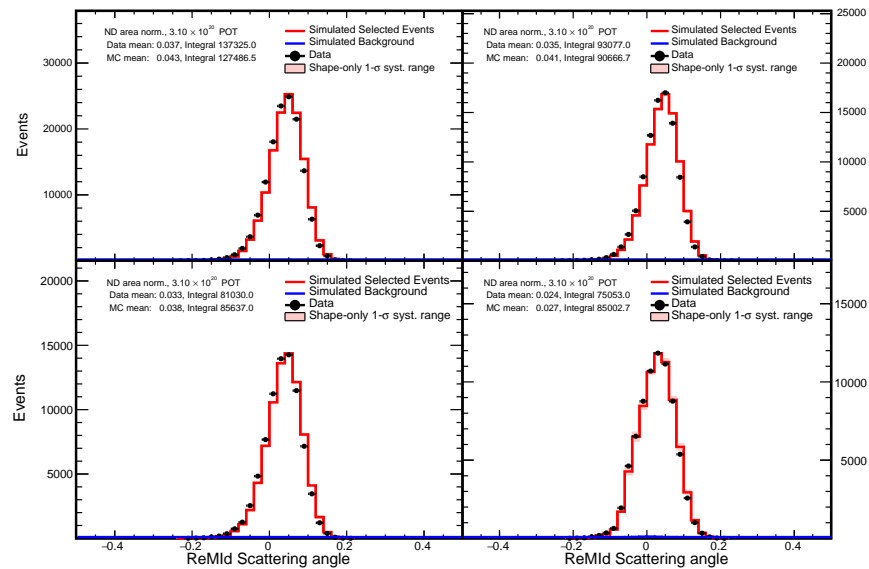 ND area norm., 3.10 × 10²⁰ POT
Data mean: 0.037, Integral 137325.0
MC mean: 0.043, Integral 127486.5
Simulated Selected Events
Simulated Background
Data
Shape-only 1-σ syst. range
30000
20000
10000
Events
ND area norm., 3.10 × 10²⁰ POT
Data mean: 0.035, Integral 93077.0
MC mean: 0.041, Integral 90666.7
Simulated Selected Events
Simulated Background
Data
Shape-only 1-σ syst. range
25000
20000
15000
10000
5000
ND area norm., 3.10 × 10²⁰ POT
Data mean: 0.033, Integral 81030.0
MC mean: 0.038, Integral 85637.0
Simulated Selected Events
Simulated Background
Data
Shape-only 1-σ syst. range
20000
15000
10000
5000
Events
−0.4 −0.2 0 0.2 0.4
ReMId Scattering angle
ND area norm., 3.10 × 10²⁰ POT
Data mean: 0.024, Integral 75053.0
MC mean: 0.027, Integral 85002.7
Simulated Selected Events
Simulated Background
Data
Shape-only 1-σ syst. range
15000
10000
5000
−0.4 −0.2 0 0.2 0.4
ReMId Scattering angle